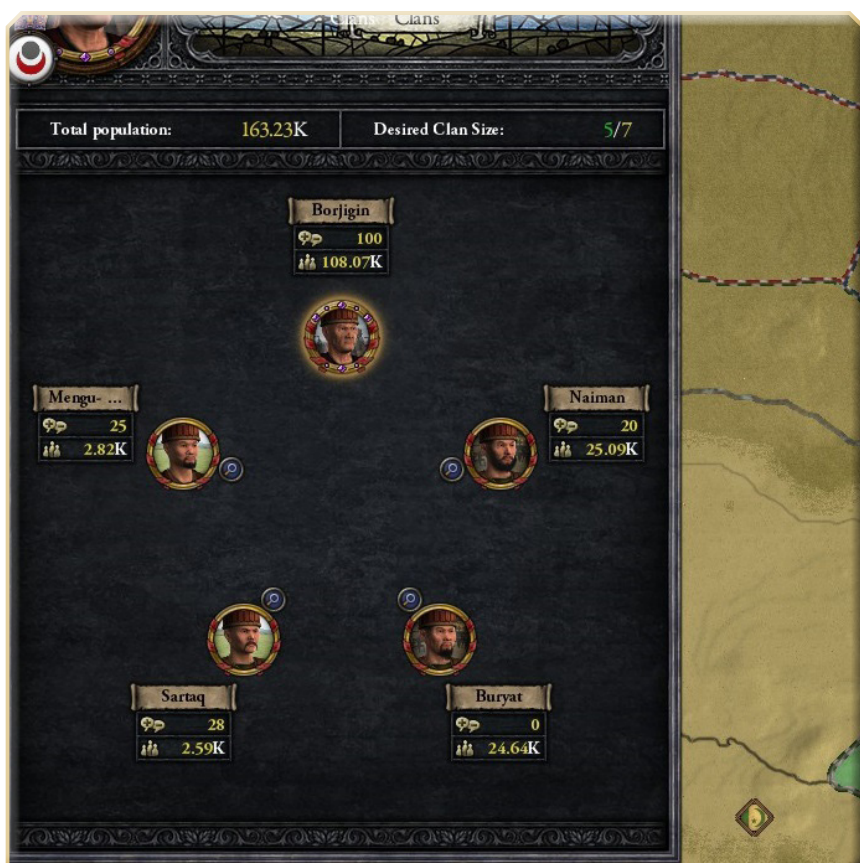 Clans Clans
Total population: 163.23K Desired Clan Size: 5/7
Borjigin
100
108.07K
Mengu- ...
25
2.82K
Naiman
20
25.09K
Sartaq
28
2.59K
Buryat
0
24.64K